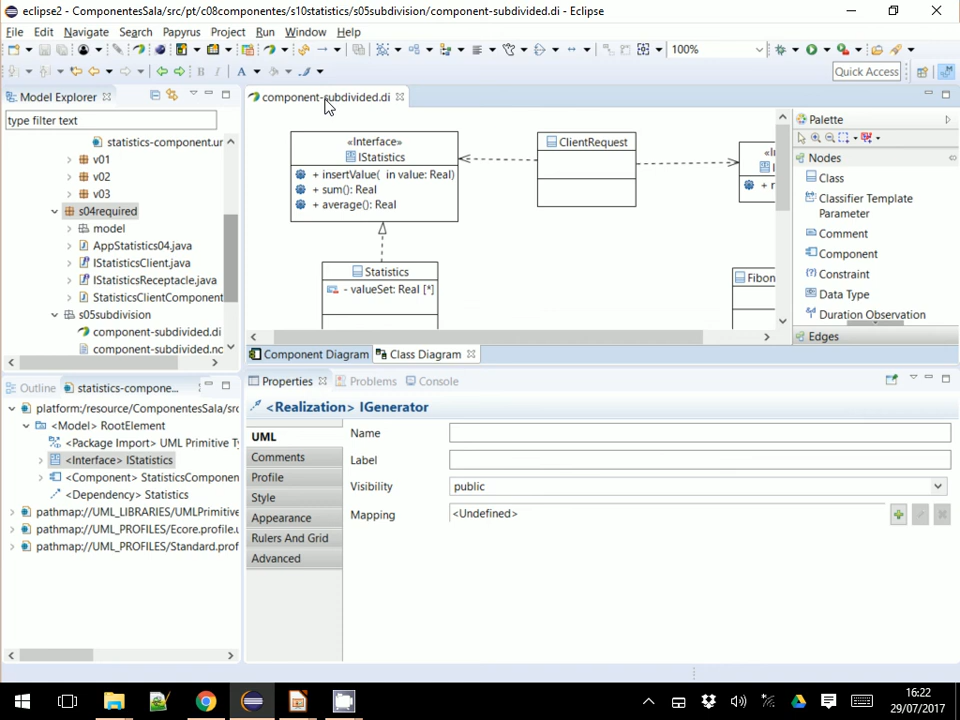 eclipse2 - ComponentesSala/src/pt/c08componentes/s10statistics/s05subdivision/component-subdivided.di - Eclipse
File Edit Navigate Search Papyrus Project Run Window Help
100%
B I A
Quick Access
Model Explorer
component-subdivided.di
type filter text
statistics-component.ur
v01
v02
v03
s04required
model
AppStatistics04.java
IStatisticsClient.java
IStatisticsReceptacle.java
StatisticsClientComponent
s05subdivision
component-subdivided.di
component-subdivided.nc
«Interface»
IStatistics
+ insertValue( in value: Real)
+ sum(): Real
+ average(): Real
ClientRequest
Statistics
- valueSet: Real [*]
Fibon
Palette
Nodes
Class
Classifier Template
Parameter
Comment
Component
Constraint
Data Type
Duration Observation
Edges
Component Diagram Class Diagram
Outline statistics-compone...
platform:/resource/ComponentesSala/src
<Model> RootElement
<Package Import> UML Primitive T
<Interface> IStatistics
<Component> StatisticsComponen
<Dependency> Statistics
pathmap://UML_LIBRARIES/UMLPrimitive
pathmap://UML_PROFILES/Ecore.profile.u
pathmap://UML_PROFILES/Standard.prof
Properties Problems Console
<Realization> IGenerator
UML
Comments
Profile
Style
Appearance
Rulers And Grid
Advanced
Name
Label
Visibility public
Mapping <Undefined>
16:22
29/07/2017